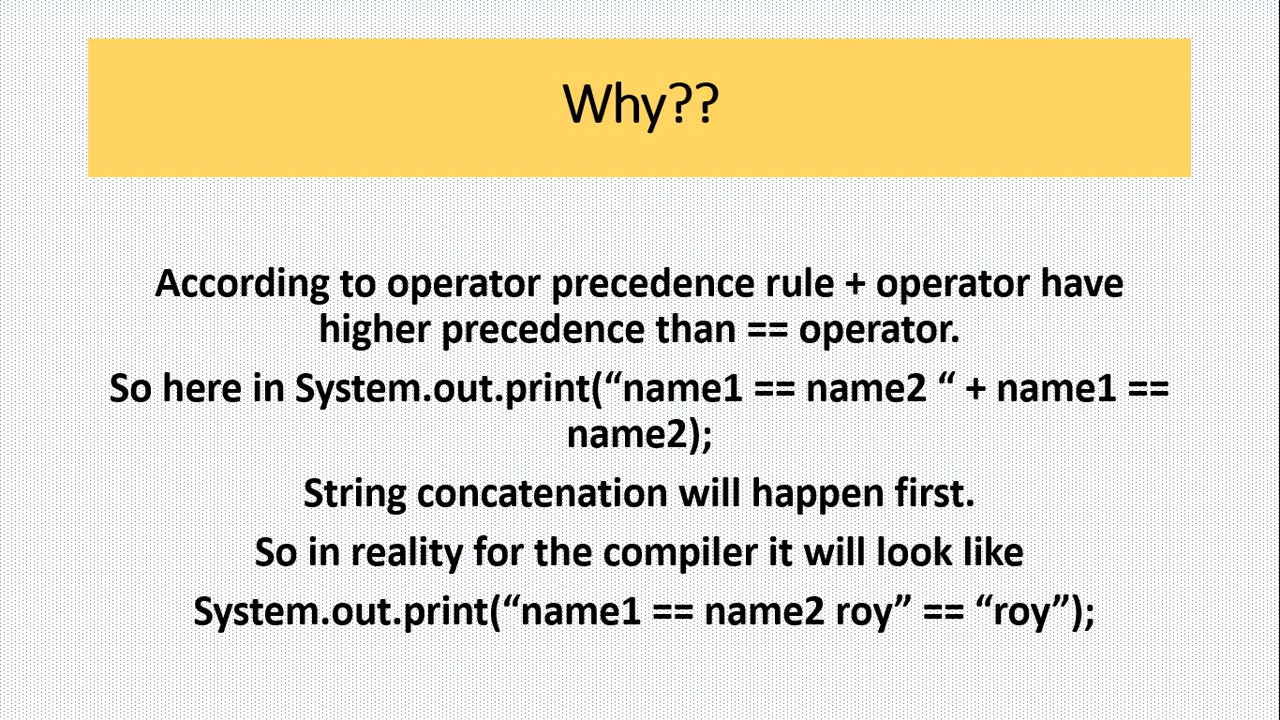 Why??
According to operator precedence rule + operator have
higher precedence than == operator.
So here in System.out.print(“name1 == name2 “ + name1 ==
name2);
String concatenation will happen first.
So in reality for the compiler it will look like
System.out.print(“name1 == name2 roy” == “roy”);